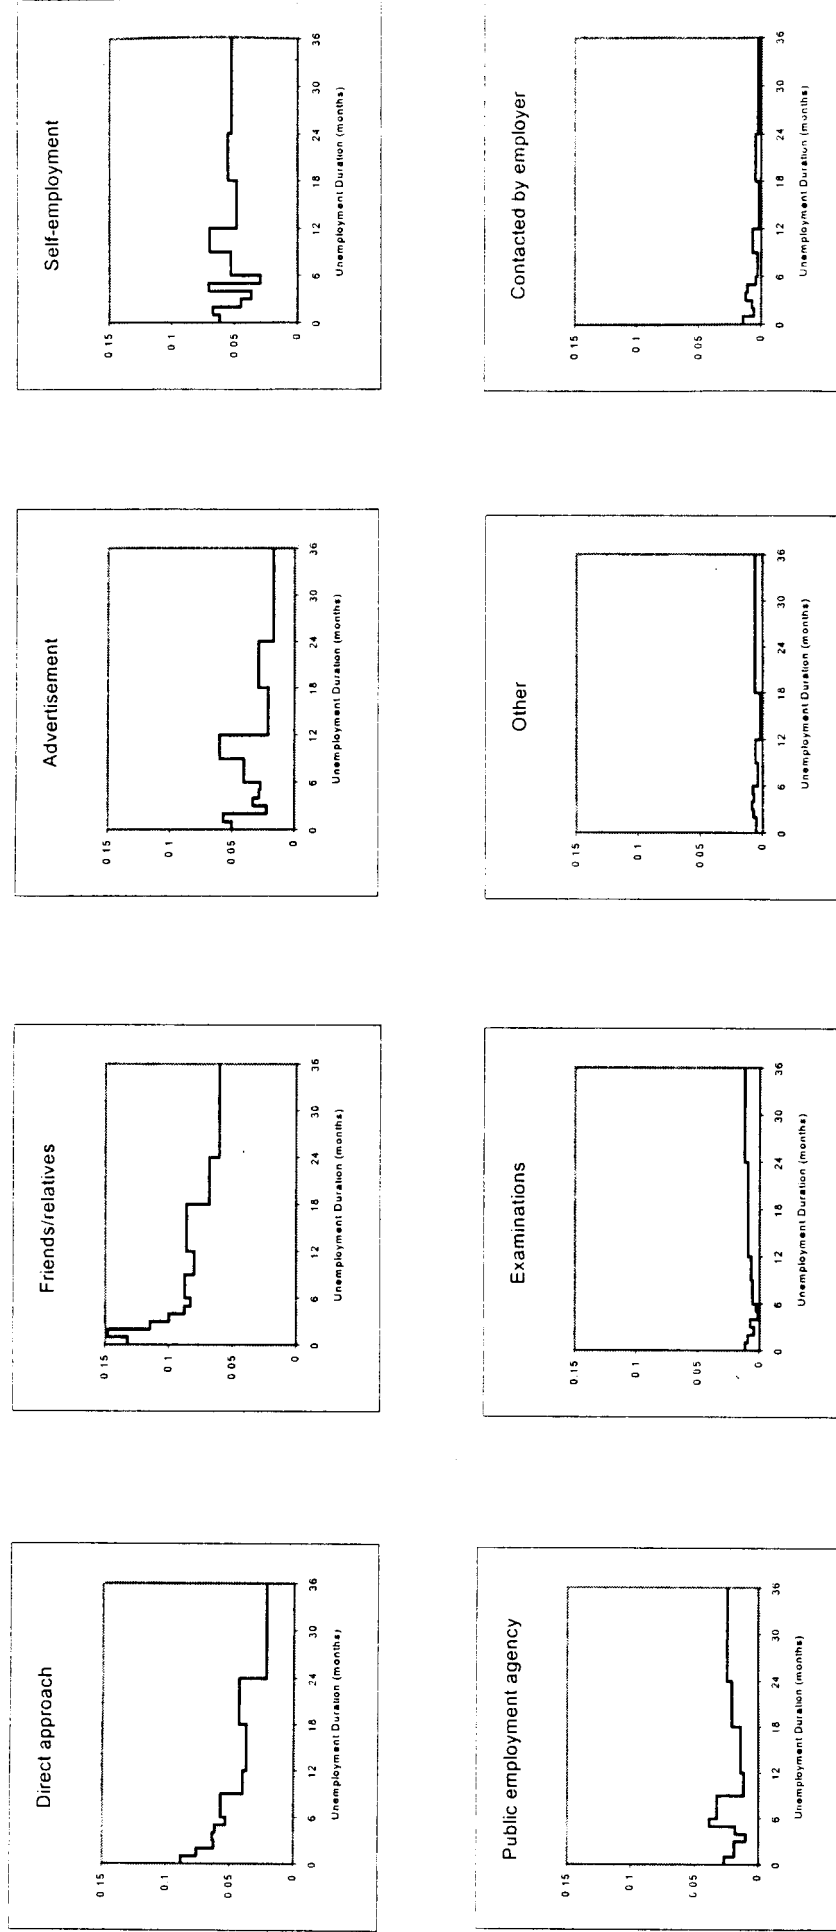 Direct approach
0 15
0 1
0 05
0
0 6 12 18 24 30 36
Unemployment Duration (months)
Friends/relatives
0 15
0 1
0 05
0
0 6 12 18 24 30 36
Unemployment Duration (months)
Advertisement
0 15
0 1
0 05
0
0 6 12 18 24 30 36
Unemployment Duration (months)
Self-employment
0 15
0 1
0 05
0
0 6 12 18 24 30 36
Unemployment Duration (months)
Public employment agency
0 15
0 1
0 05
0
0 6 12 18 24 30 36
Unemployment Duration (months)
Examinations
0 15
0 1
0 05
0
0 6 12 18 24 30 36
Unemployment Duration (months)
Other
0 15
0 1
0 05
0
0 6 12 18 24 30 36
Unemployment Duration (months)
Contacted by employer
0 15
0 1
0 05
0
0 6 12 18 24 30 36
Unemployment Duration (months)